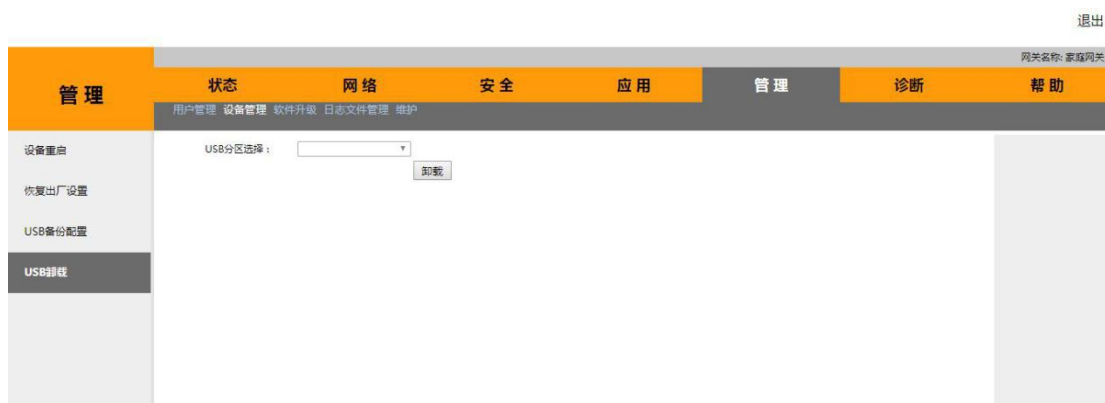 退出
网关名称: 家庭网关
管 理
状态 网 络 安 全 应 用 管 理 诊断 帮 助
用户管理 设备管理 软件升级 日志文件管理 维护
设备重启
恢复出厂设置
USB备份配置
USB卸载
USB分区选择：
卸载